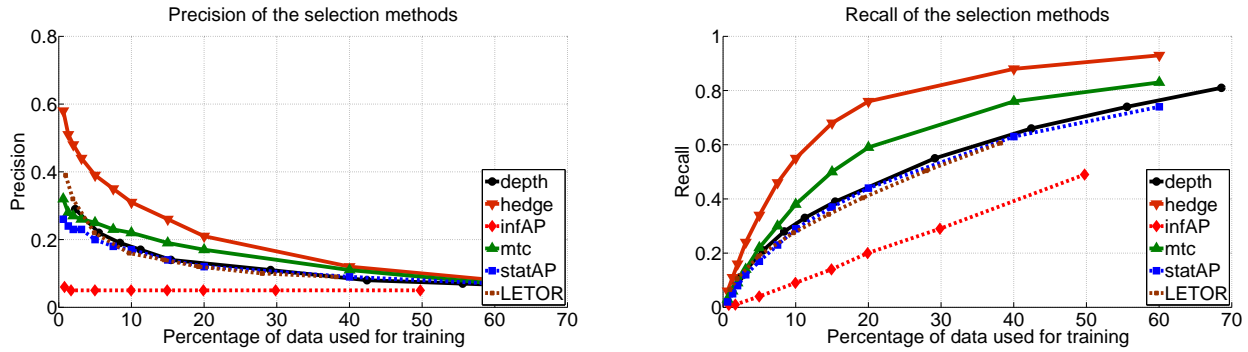 Precision of the selection methods
0.8
0.6
0.4
0.2
0
Precision
0 10 20 30 40 50 60 70
Percentage of data used for training
depth
hedge
infAP
mtc
statAP
LETOR
Recall of the selection methods
1
0.8
0.6
0.4
0.2
0
Recall
0 10 20 30 40 50 60 70
Percentage of data used for training
depth
hedge
infAP
mtc
statAP
LETOR